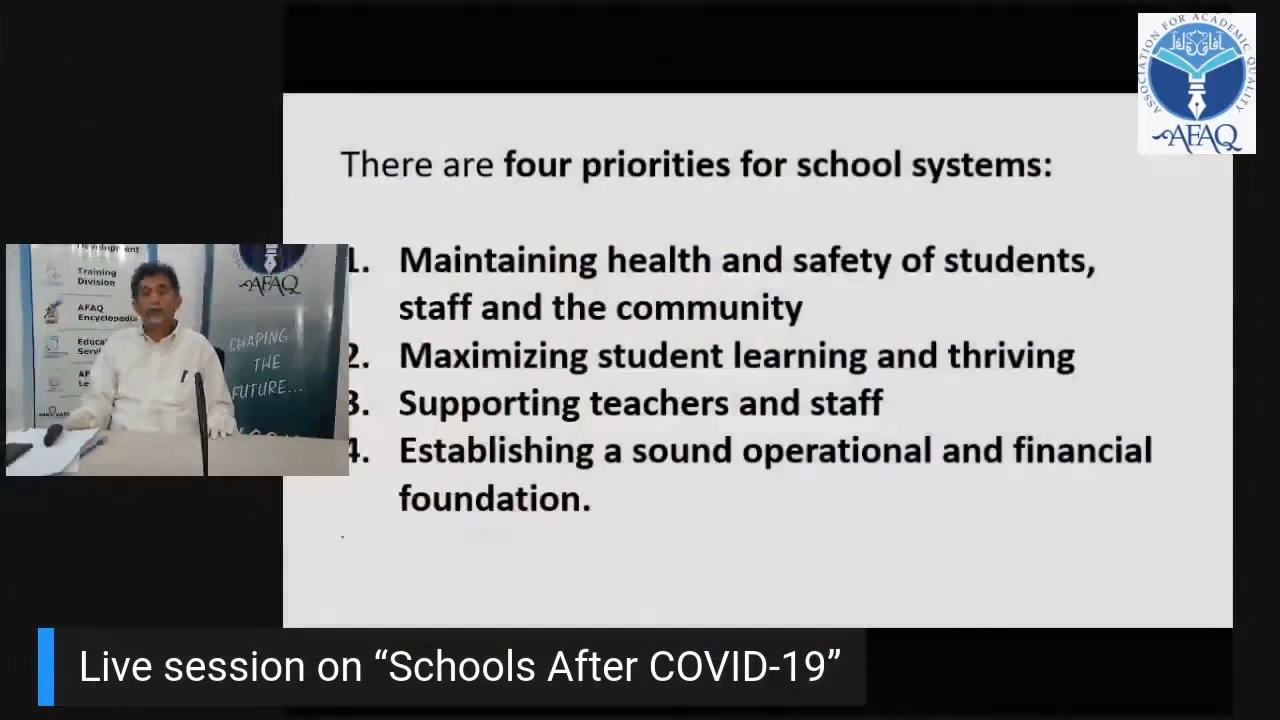 ASSOCIATION FOR ACADEMIC QUALITY
آفاق
AFAQ
There are four priorities for school systems:
1. Maintaining health and safety of students,
staff and the community
2. Maximizing student learning and thriving
3. Supporting teachers and staff
4. Establishing a sound operational and financial
foundation.
Development
Training
Division
AFAQ
Encyclopedia
AFAQ
SHAPING
THE
FUTURE...
Live session on “Schools After COVID-19”